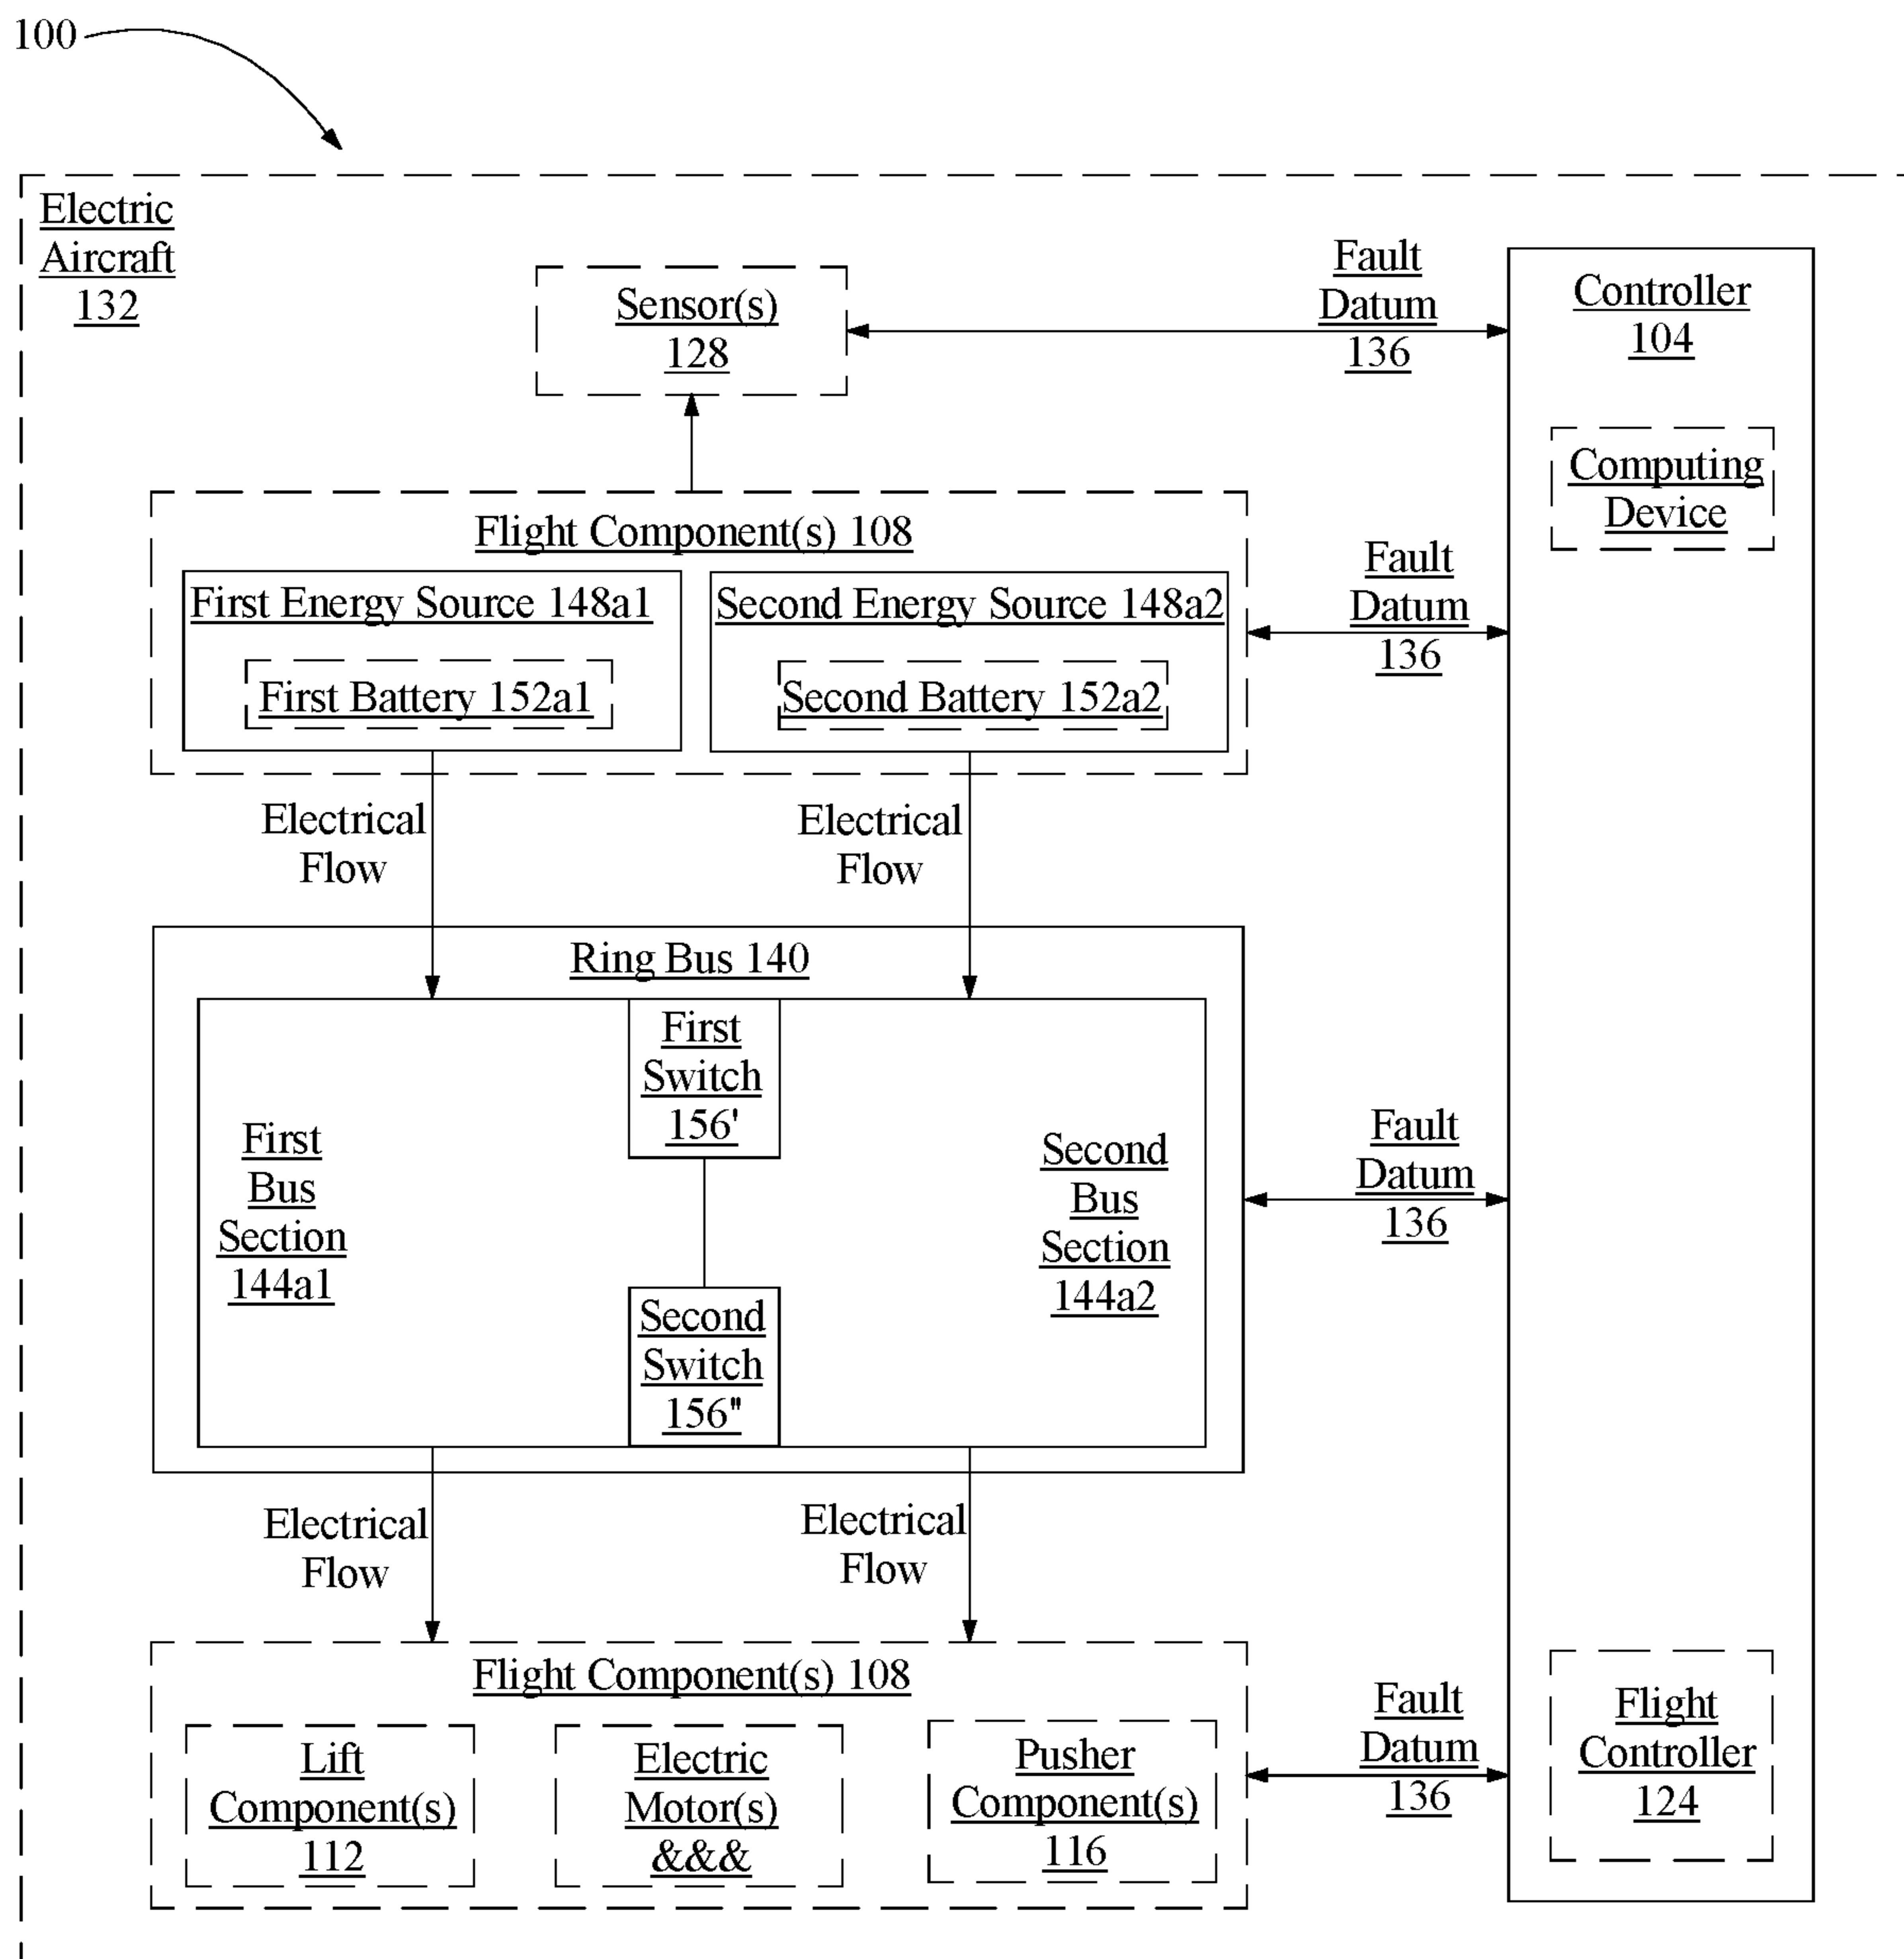 100
Electric
Aircraft
132
Sensor(s)
128
Fault
Datum
136
Controller
104
Computing
Device
Flight Component(s) 108
First Energy Source 148a1
First Battery 152a1
Second Energy Source 148a2
Second Battery 152a2
Fault
Datum
136
Electrical
Flow
Electrical
Flow
Ring Bus 140
First
Switch
156'
First
Bus
Section
144a1
Second
Bus
Section
144a2
Second
Switch
156"
Fault
Datum
136
Electrical
Flow
Electrical
Flow
Flight Component(s) 108
Lift
Component(s)
112
Electric
Motor(s)
&&&
Pusher
Component(s)
116
Fault
Datum
136
Flight
Controller
124